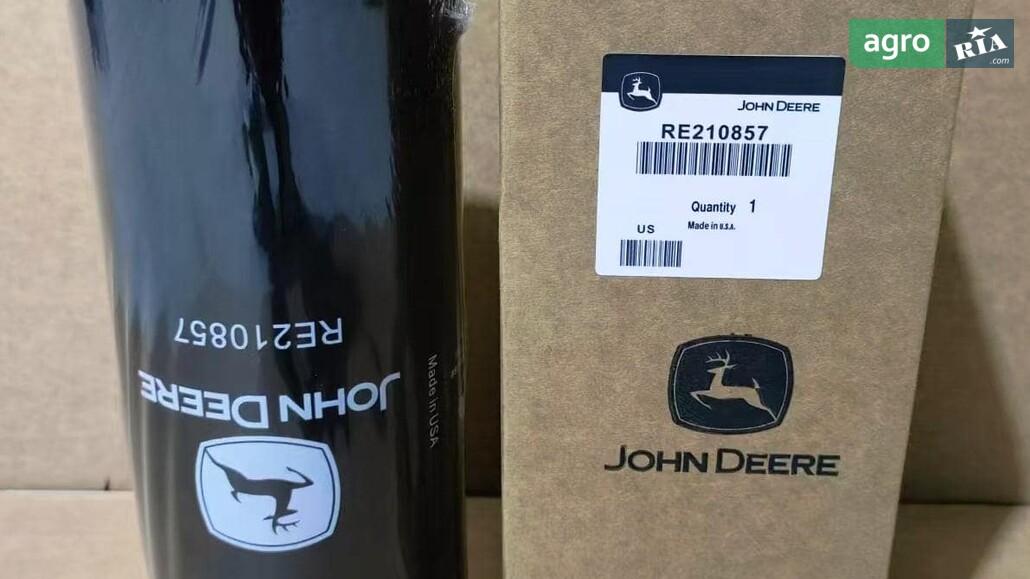 agro RIA
.com
JOHN DEERE
RE210857
Quantity 1
US Made in U.S.A.
JOHN DEERE
RE210857
JOHN DEERE
Made in USA